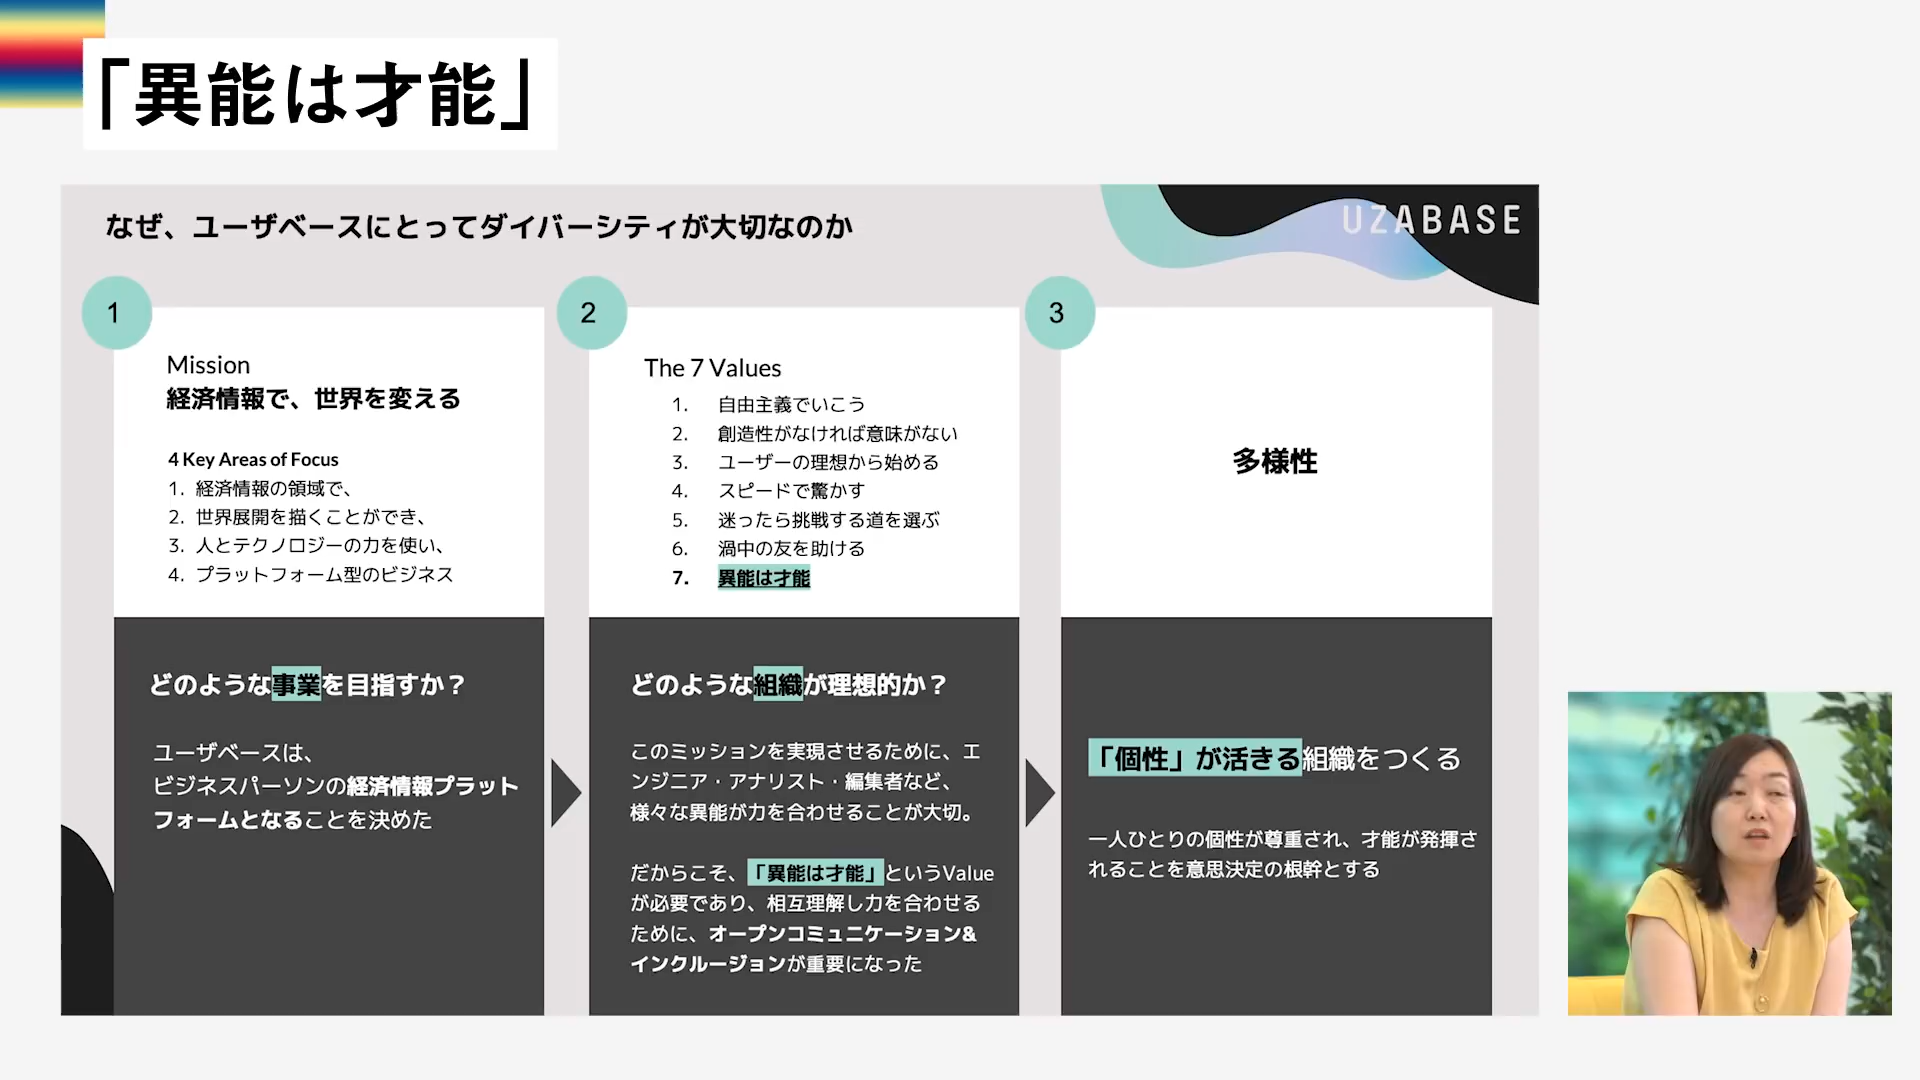 「異能は才能」
なぜ、ユーザベースにとってダイバーシティが大切なのか
UZABASE
1
Mission
経済情報で、世界を変える
4 Key Areas of Focus
1. 経済情報の領域で、
2. 世界展開を描くことができ、
3. 人とテクノロジーの力を使い、
4. プラットフォーム型のビジネス
どのような事業を目指すか？
ユーザベースは、
ビジネスパーソンの経済情報プラット
フォームとなることを決めた
2
The 7 Values
1. 自由主義でいこう
2. 創造性がなければ意味がない
3. ユーザーの理想から始める
4. スピードで驚かす
5. 迷ったら挑戦する道を選ぶ
6. 渦中の友を助ける
7. 異能は才能
どのような組織が理想的か？
このミッションを実現させるために、エ
ンジニア・アナリスト・編集者など、
様々な異能が力を合わせることが大切。
だからこそ、「異能は才能」というValue
が必要であり、相互理解し力を合わせる
ために、オープンコミュニケーション&
インクルージョンが重要になった
3
多様性
「個性」が活きる組織をつくる
一人ひとりの個性が尊重され、才能が発揮さ
れることを意思決定の根幹とする